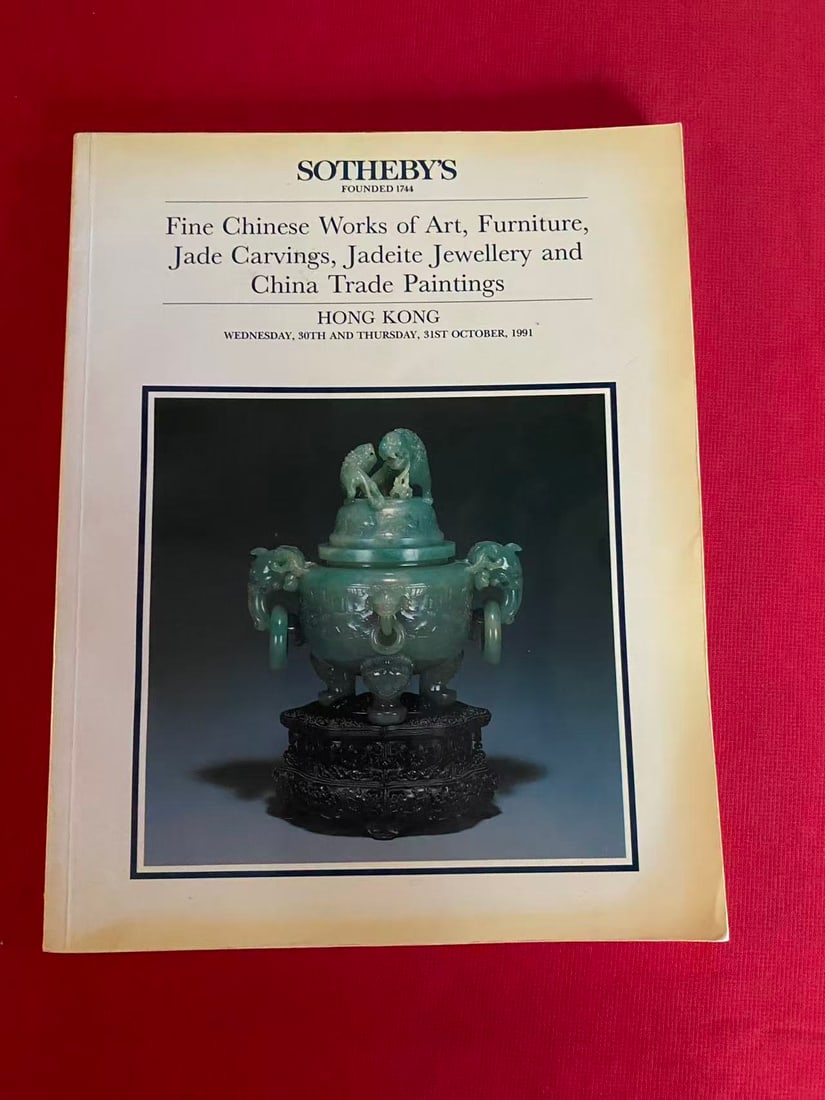 SOTHEBY'S
FOUNDED 1744
Fine Chinese Works of Art, Furniture,
Jade Carvings, Jadeite Jewellery and
China Trade Paintings
HONG KONG
WEDNESDAY, 30TH AND THURSDAY, 31ST OCTOBER, 1991